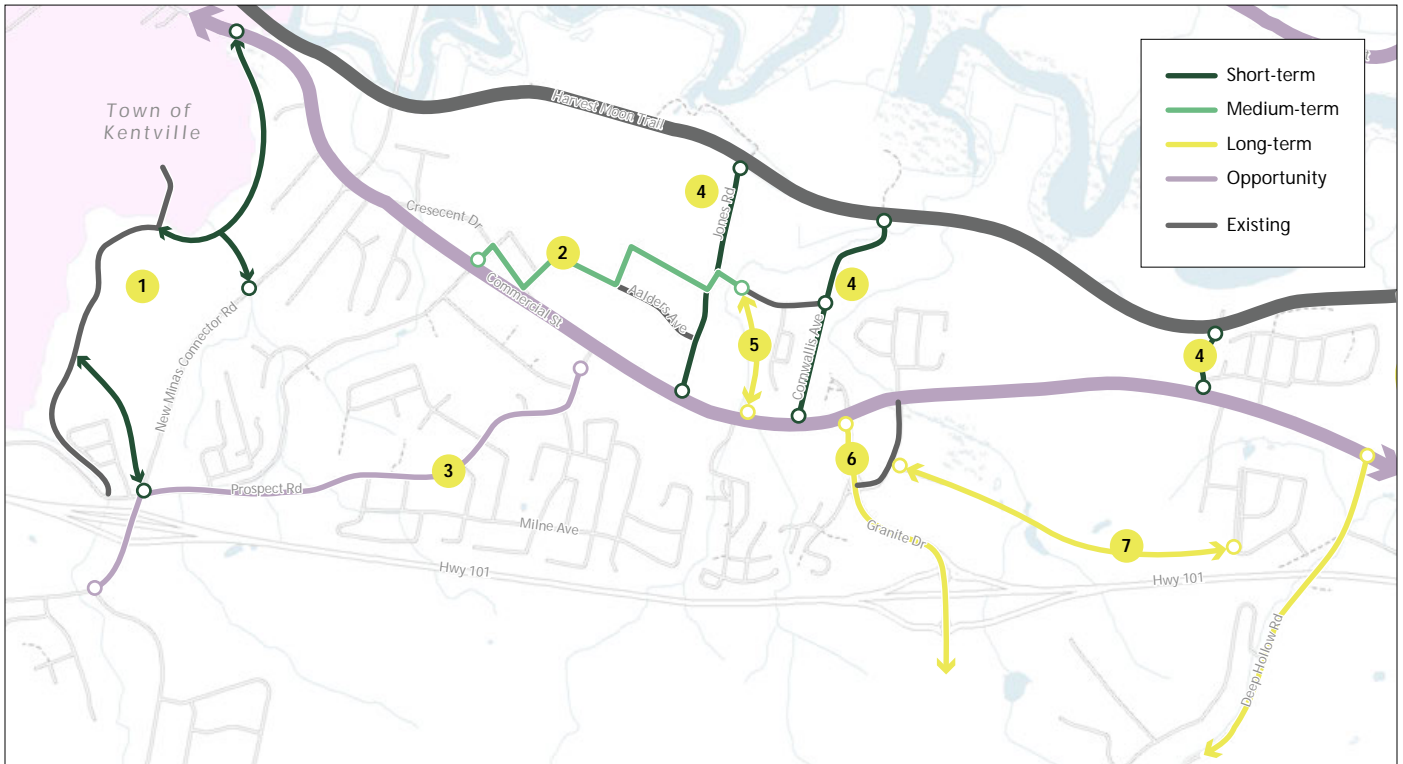 Town of
Kentville
Harvest Moon Trail
Short-term
Medium-term
Long-term
Opportunity
Existing
4
Jones Rd
Cresecent Dr
2
Commercial St
Aalders Ave
4
1
New Minas Connector Rd
5
Cornwallis Ave
4
3
Prospect Rd
6
Milne Ave
Granite Dr
7
Hwy 101
Hwy 101
Deep Hollow Rd